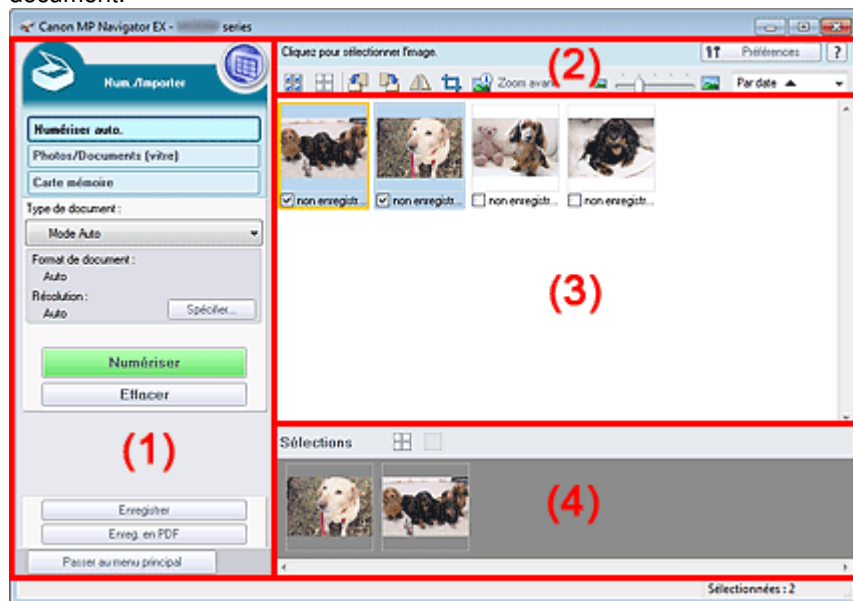 document.
Canon MP Navigator EX - series
Num./Importer
Numériser auto.
Photos/Documents (vitre)
Carte mémoire
Type de document :
Mode Auto
Format de document :
Auto
Résolution :
Auto
Spécifier...
Numériser
Effacer
(1)
Enregistrer
Enreg. en PDF
Passer au menu principal
Cliquez pour sélectionner l'image.
Préférences
?
Zoom avant
(2)
Par date
non enregistr...
non enregistr...
non enregistr...
non enregistr...
(3)
Sélections
(4)
Sélectionnées : 2